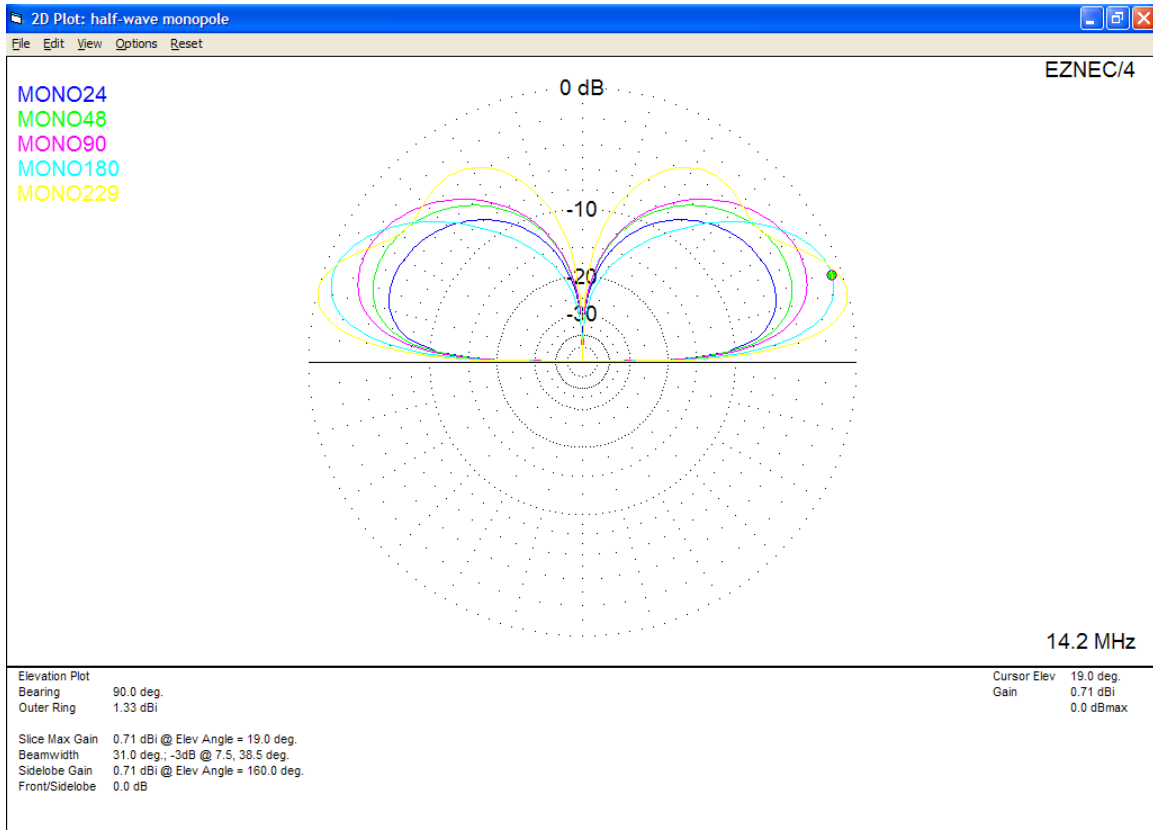 2D Plot: half-wave monopole
File Edit View Options Reset
EZNEC/4
MONO24
MONO48
MONO90
MONO180
MONO229
0 dB
-10
-20
-30
14.2 MHz
Elevation Plot
Bearing 90.0 deg.
Outer Ring 1.33 dBi
Slice Max Gain 0.71 dBi @ Elev Angle = 19.0 deg.
Beamwidth 31.0 deg.; -3dB @ 7.5, 38.5 deg.
Sidelobe Gain 0.71 dBi @ Elev Angle = 160.0 deg.
Front/Sidelobe 0.0 dB
Cursor Elev 19.0 deg.
Gain 0.71 dBi
0.0 dBmax